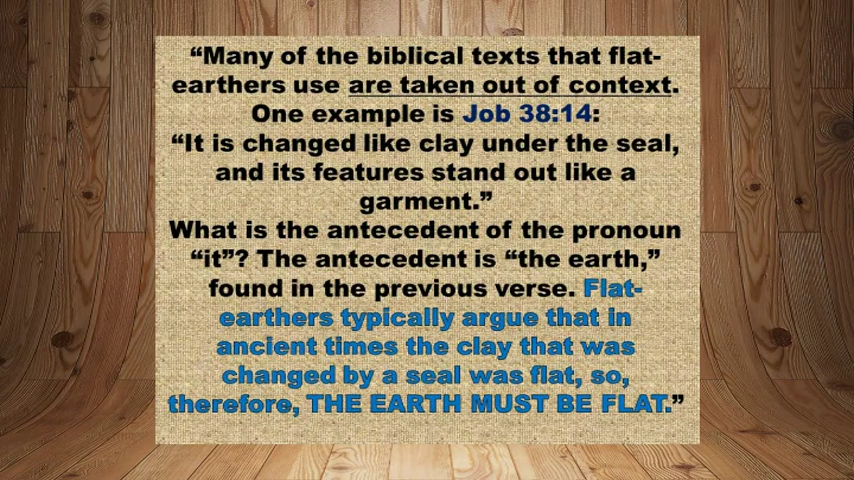 “Many of the biblical texts that flat-
earthers use are taken out of context.
One example is Job 38:14:
“It is changed like clay under the seal,
and its features stand out like a
garment.”
What is the antecedent of the pronoun
“it”? The antecedent is “the earth,”
found in the previous verse. Flat-
earthers typically argue that in
ancient times the clay that was
changed by a seal was flat, so,
therefore, THE EARTH MUST BE FLAT.”